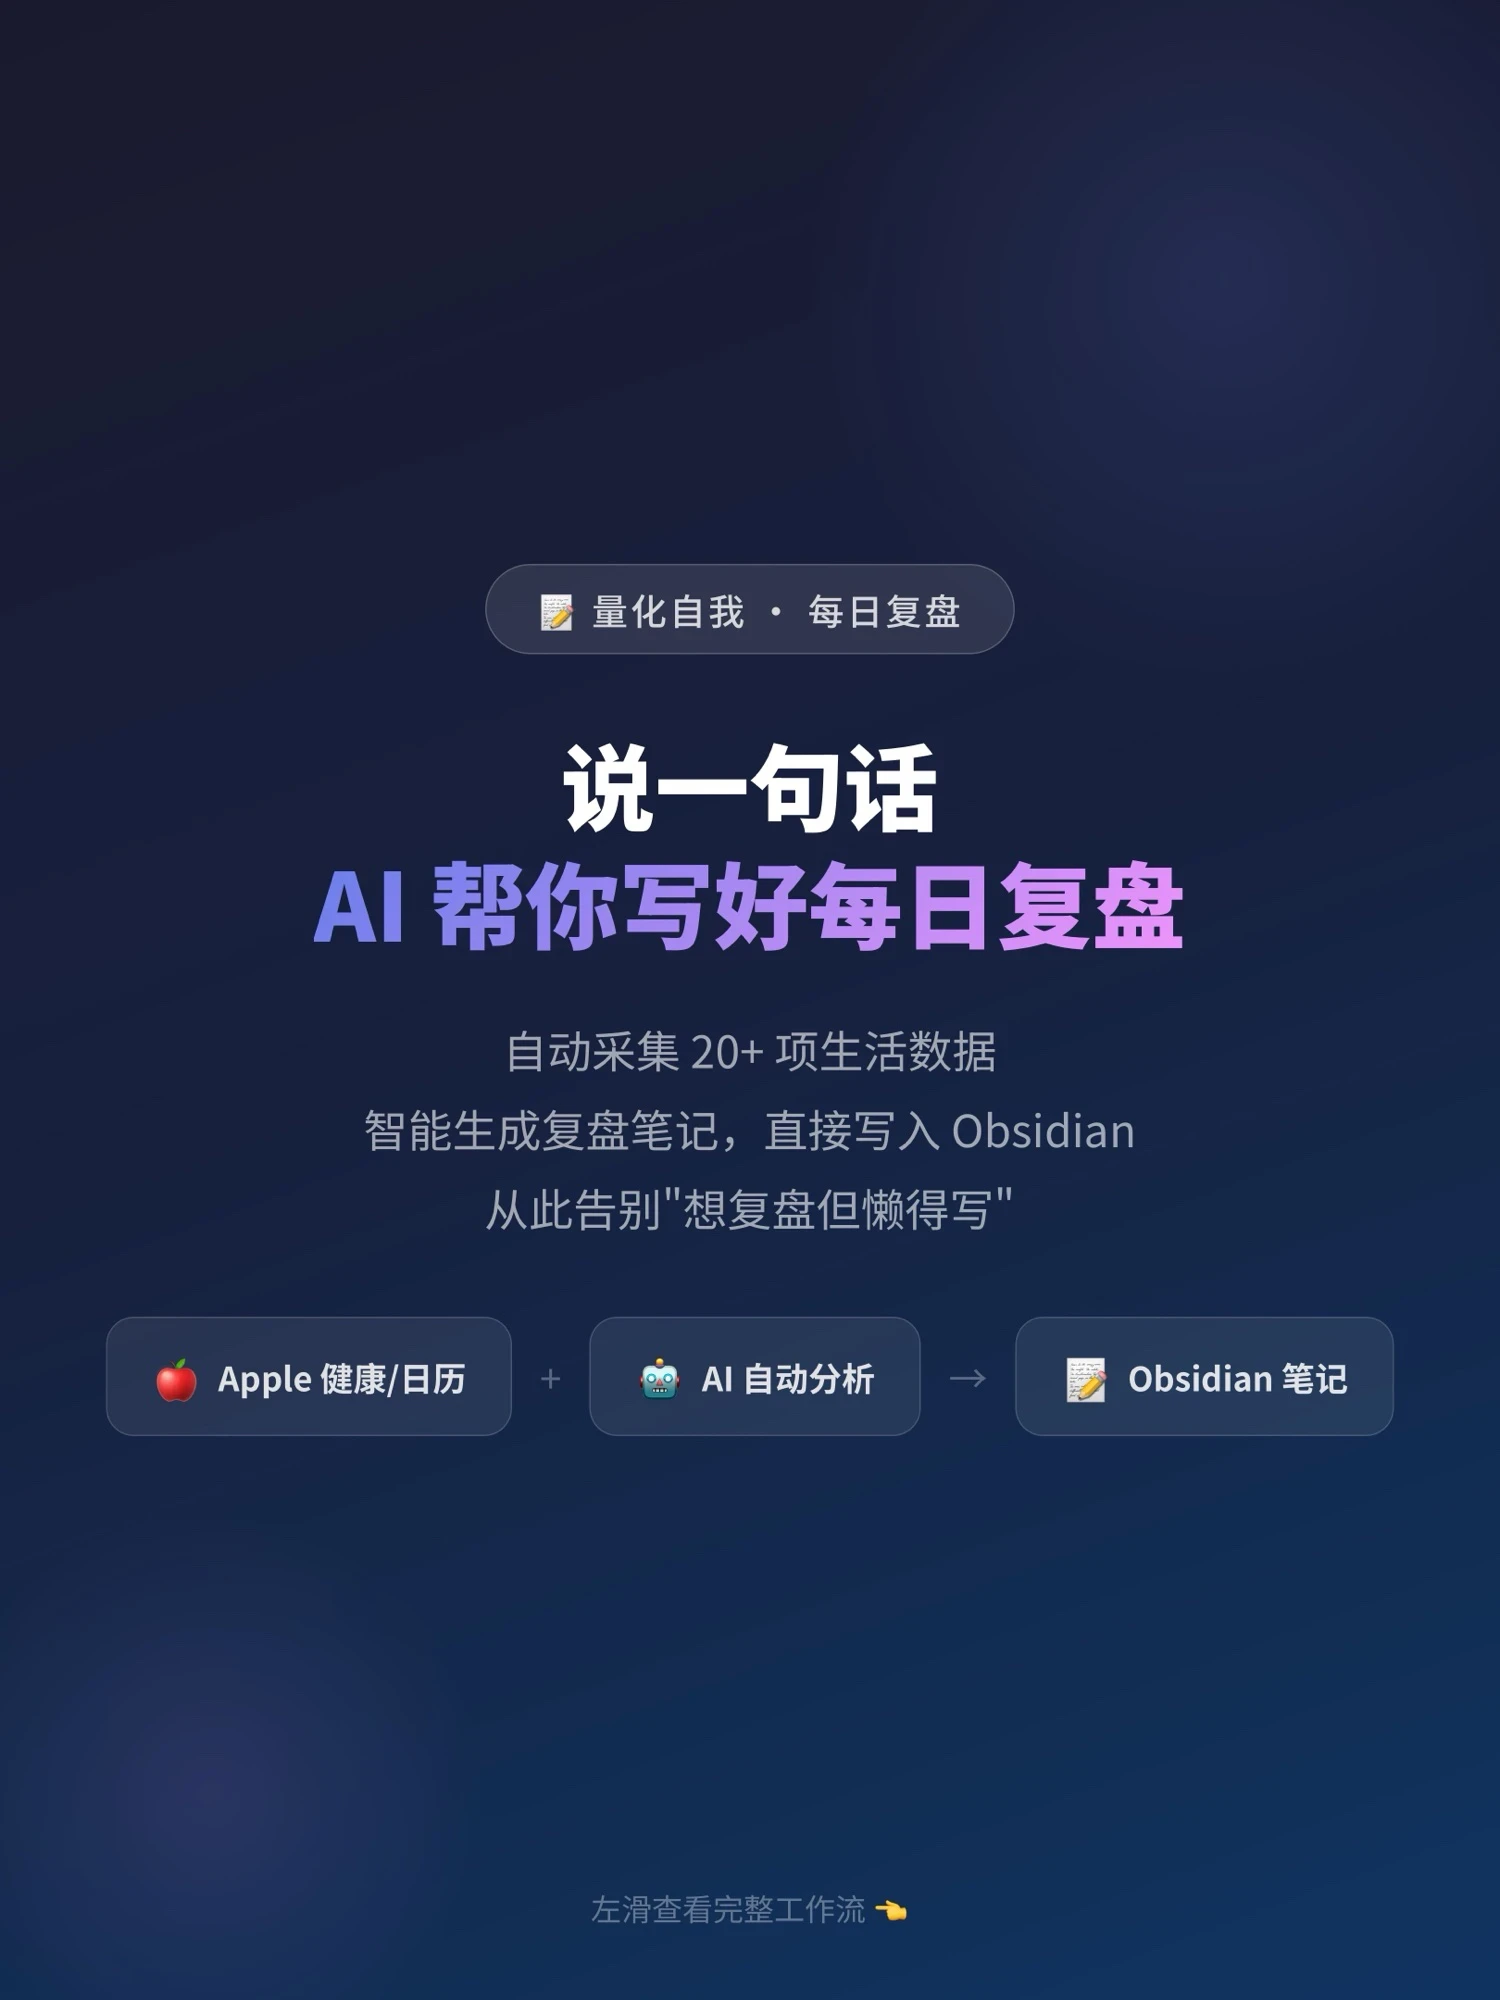 📝 量化自我 · 每日复盘
说一句话
AI 帮你写好每日复盘
自动采集 20+ 项生活数据
智能生成复盘笔记，直接写入 Obsidian
从此告别"想复盘但懒得写"
🍎 Apple 健康/日历 + 🤖 AI 自动分析 → 📝 Obsidian 笔记
左滑查看完整工作流 👈